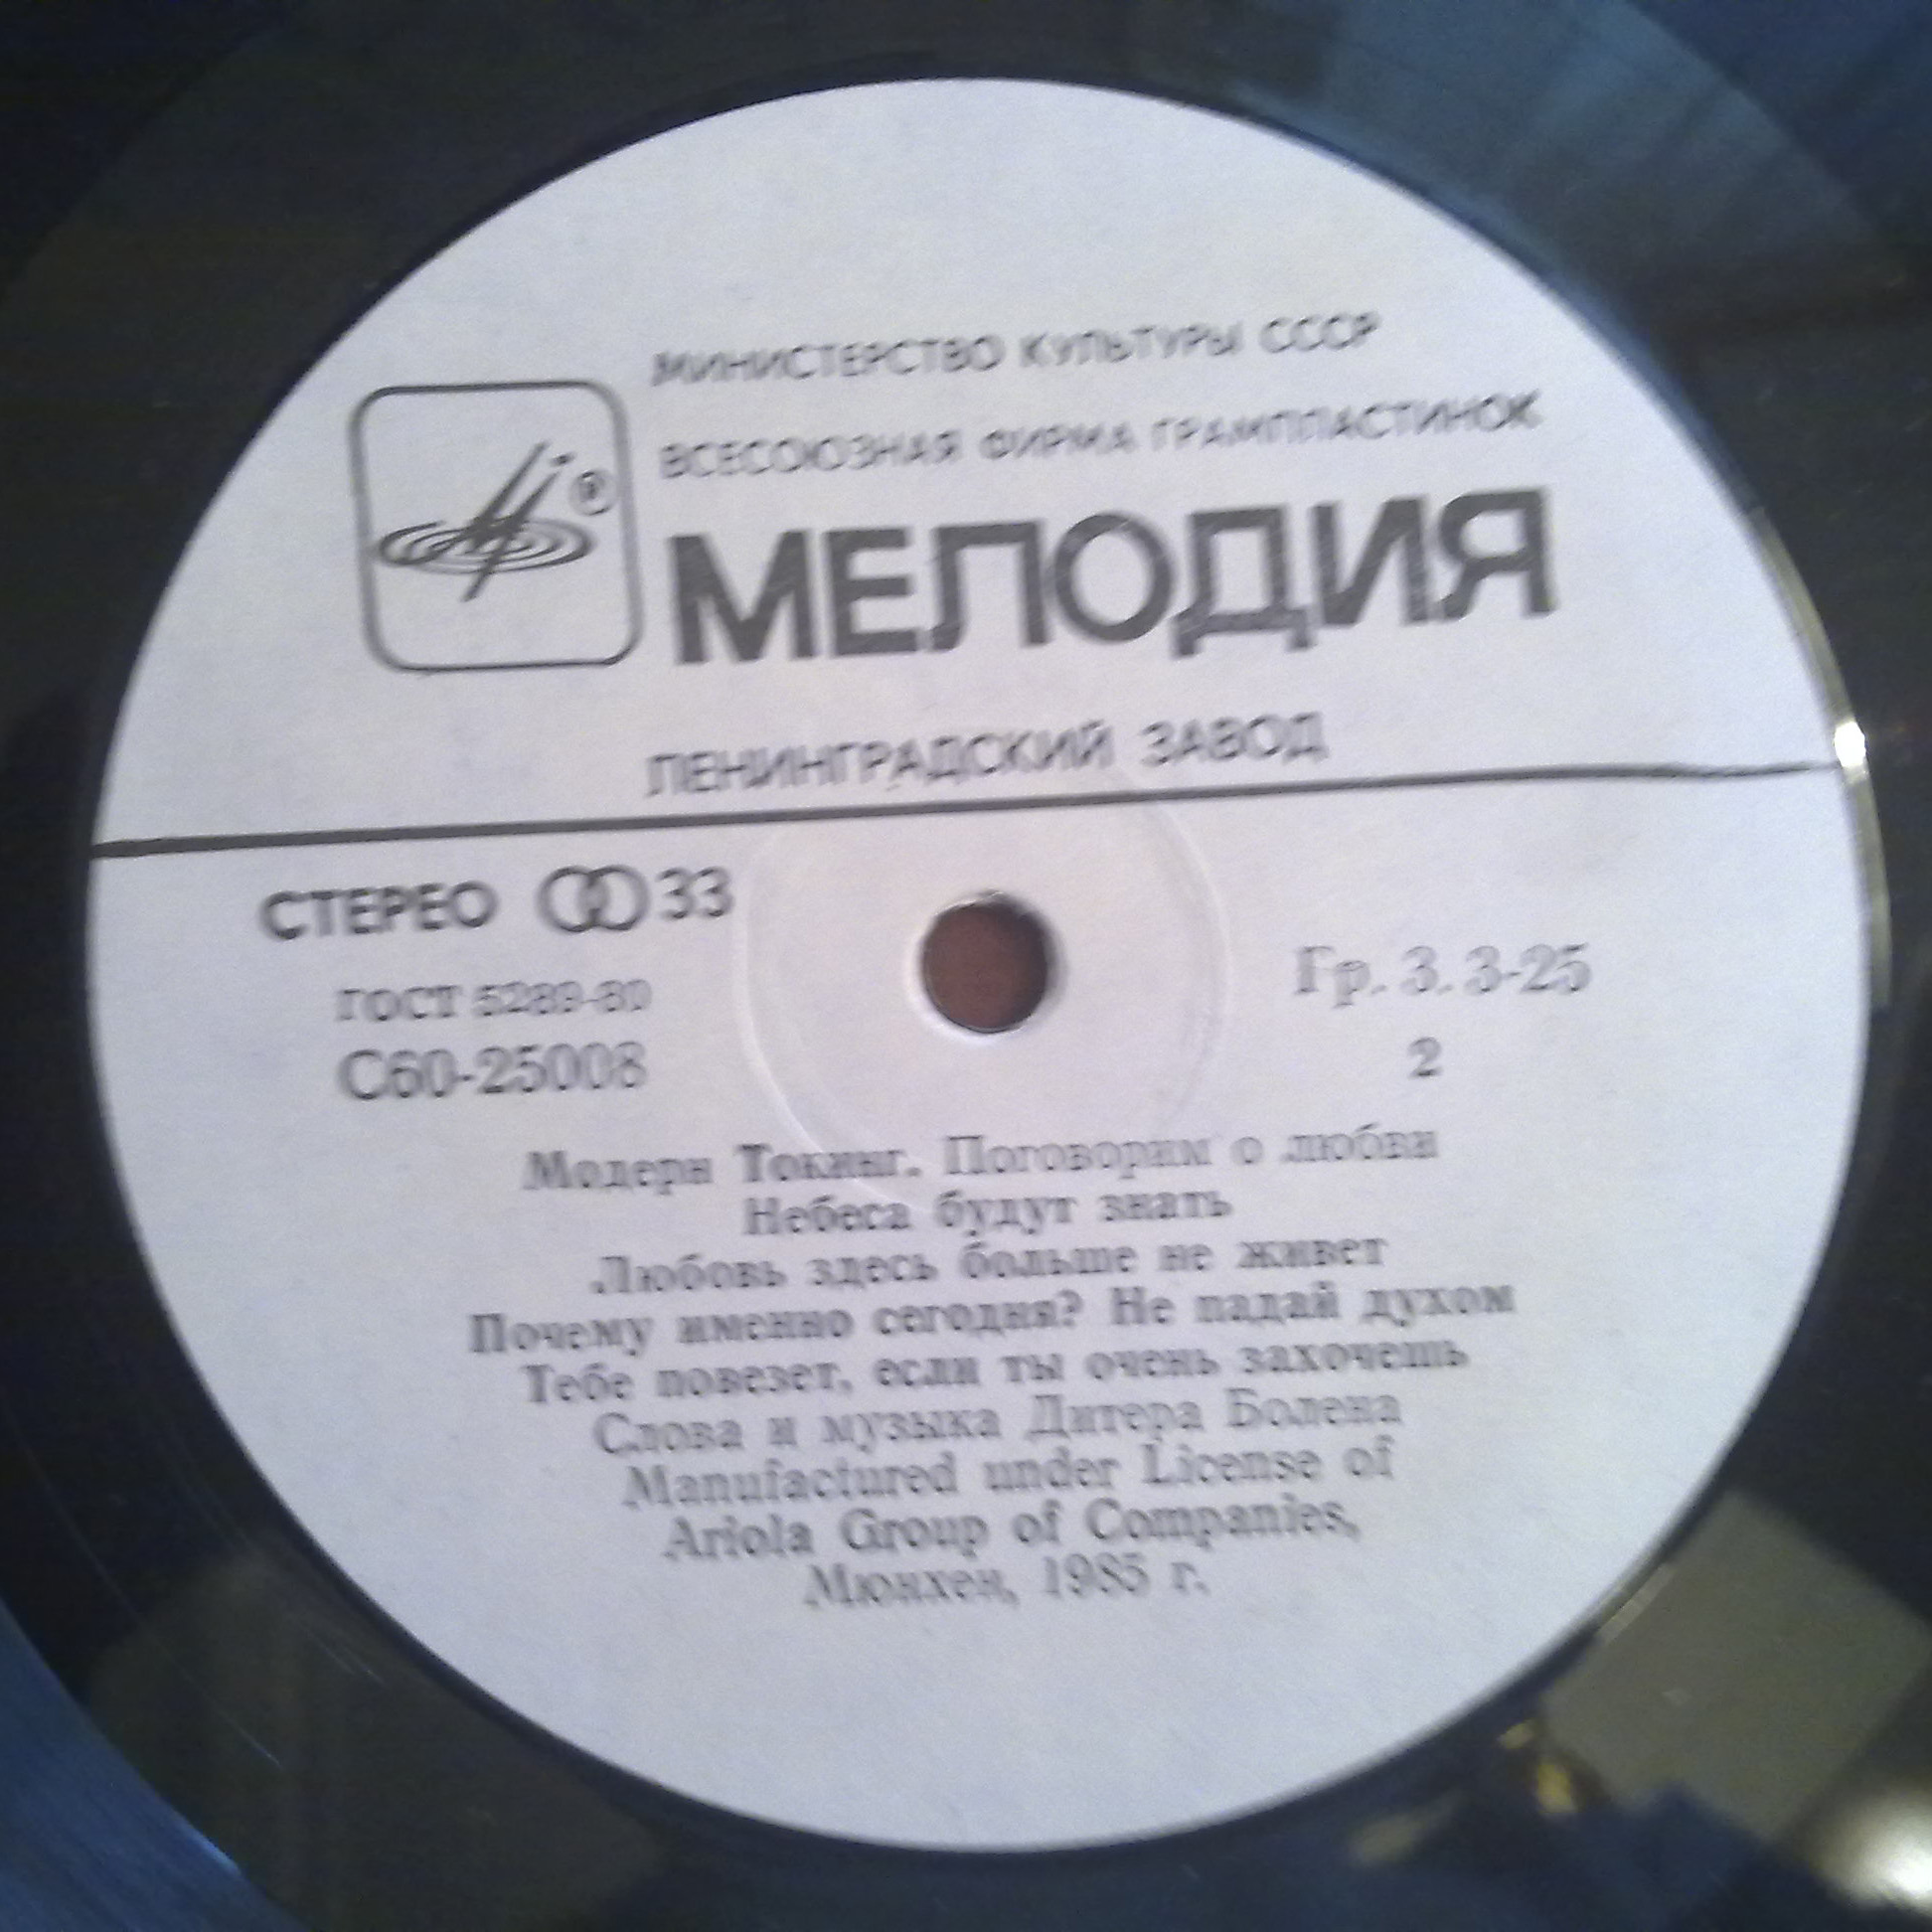 МИНИСТЕРСТВО КУЛЬТУРЫ СССР
ВСЕСОЮЗНАЯ ФИРМА ГРАМПЛАСТИНОК
®
МЕЛОДИЯ
ЛЕНИНГРАДСКИЙ ЗАВОД
СТЕРЕО 33
ГОСТ 5289-80
Гр. 3. 3-25
С60-25008
2
Модерн Токинг. Поговорим о любви
Небеса будут знать
Любовь здесь больше не живет
Почему именно сегодня? Не падай духом
Тебе повезет, если ты очень захочешь
Слова и музыка Дитера Болена
Manufactured under License of
Ariola Group of Companies,
Мюнхен, 1985 г.